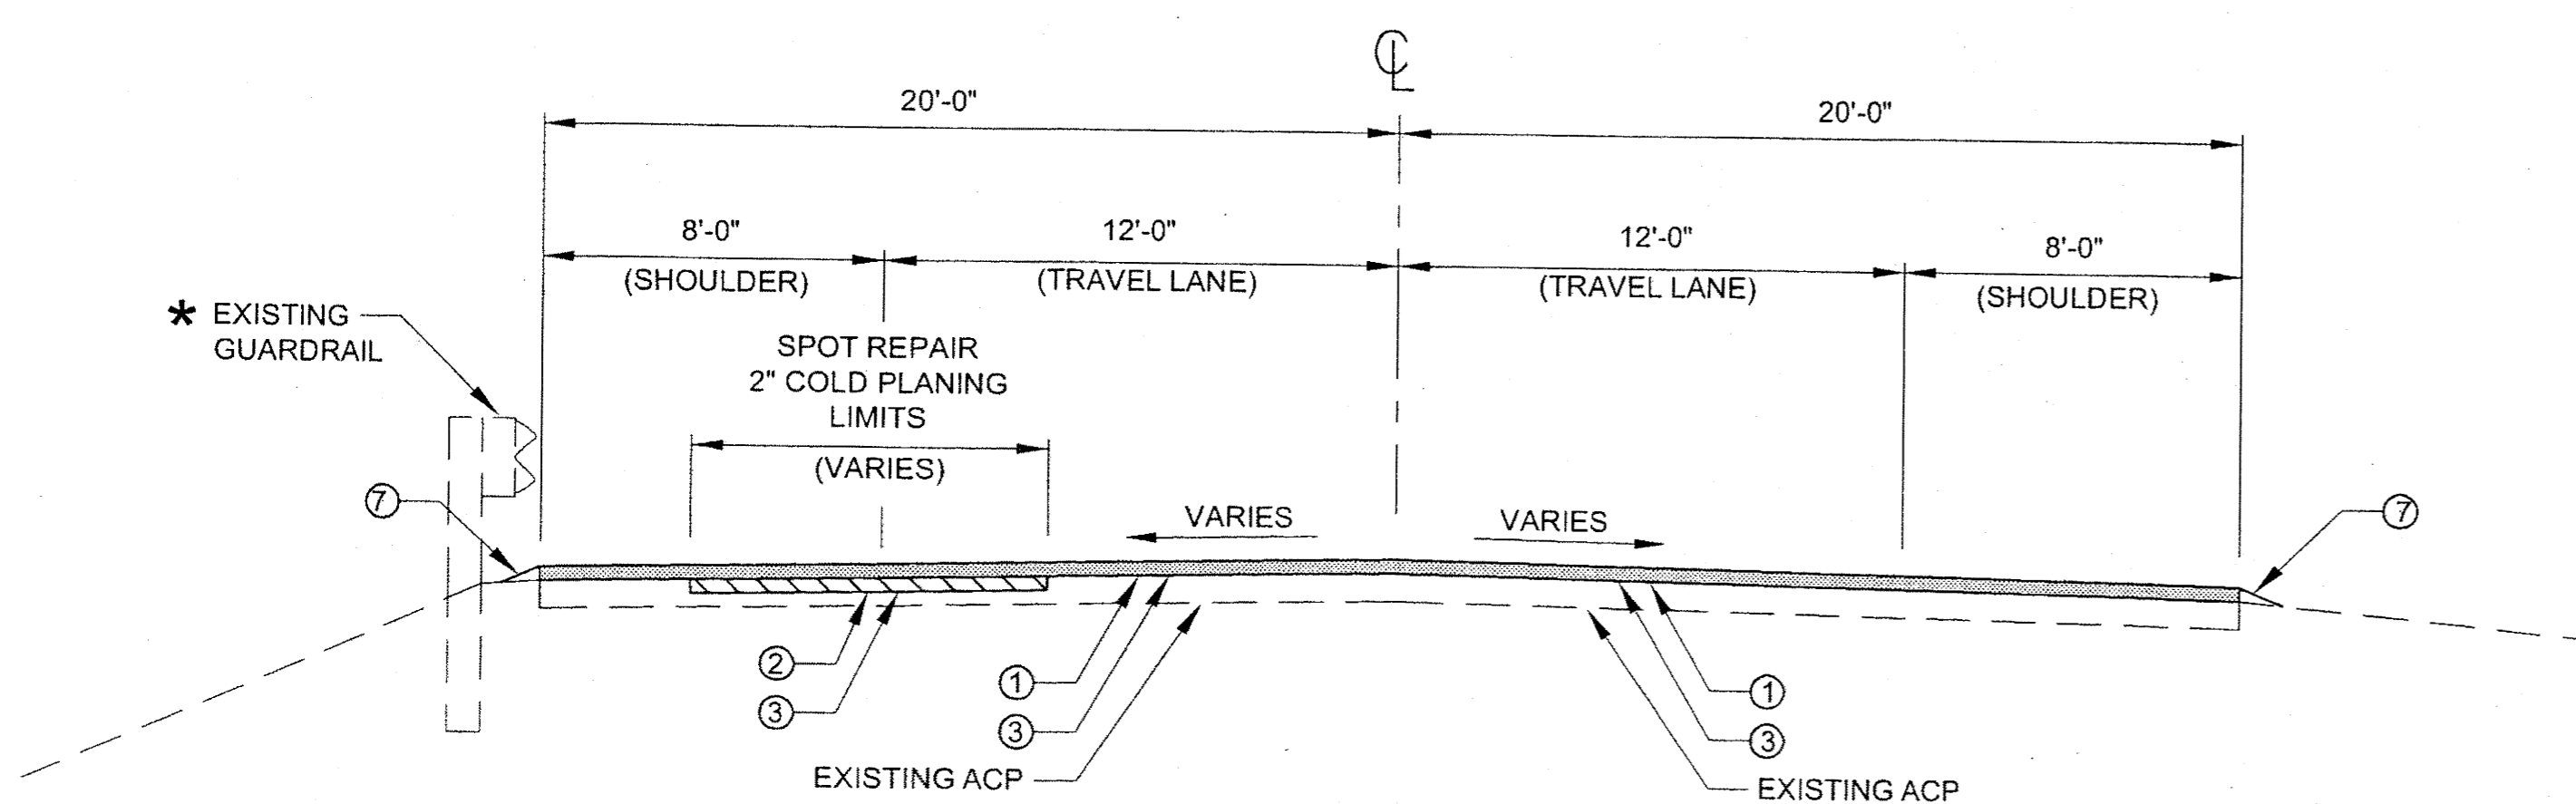 ℄
20'-0" 20'-0"
8'-0" 12'-0" 12'-0" 8'-0"
(SHOULDER) (TRAVEL LANE) (TRAVEL LANE) (SHOULDER)
* EXISTING
GUARDRAIL
SPOT REPAIR
2" COLD PLANING
LIMITS
(VARIES)
7 VARIES VARIES 7
2 1 1
3 3 3
EXISTING ACP EXISTING ACP